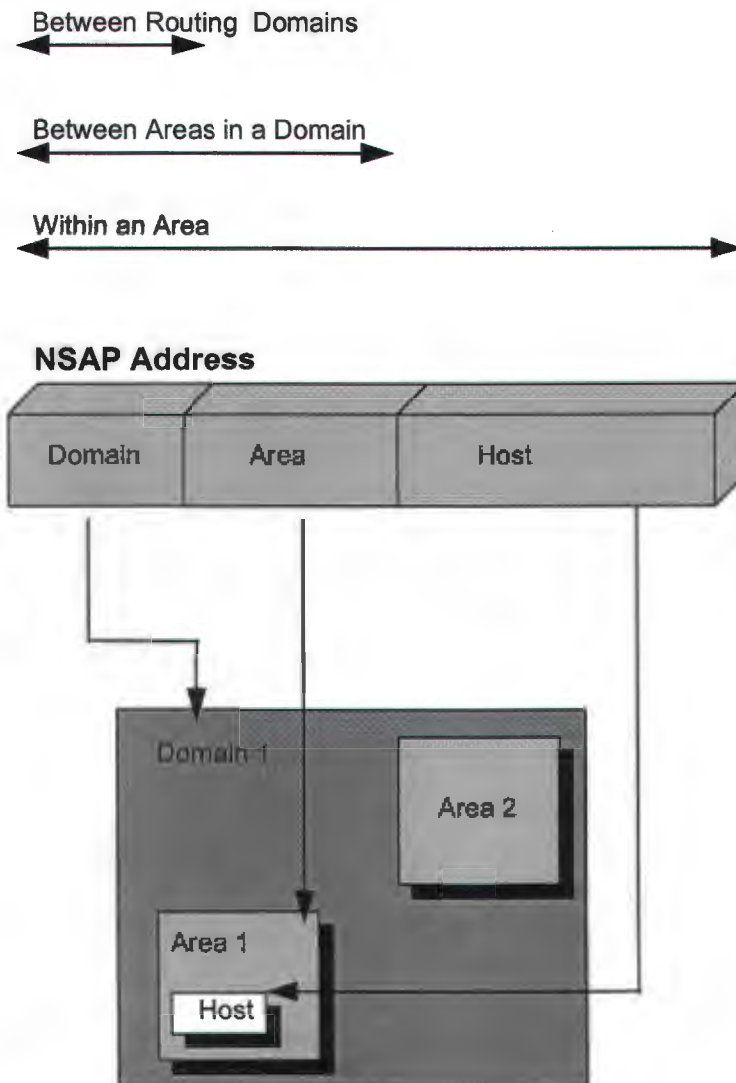 Between Routing Domains
Between Areas in a Domain
Within an Area
NSAP Address
Domain Area Host
Domain 1
Area 2
Area 1
Host